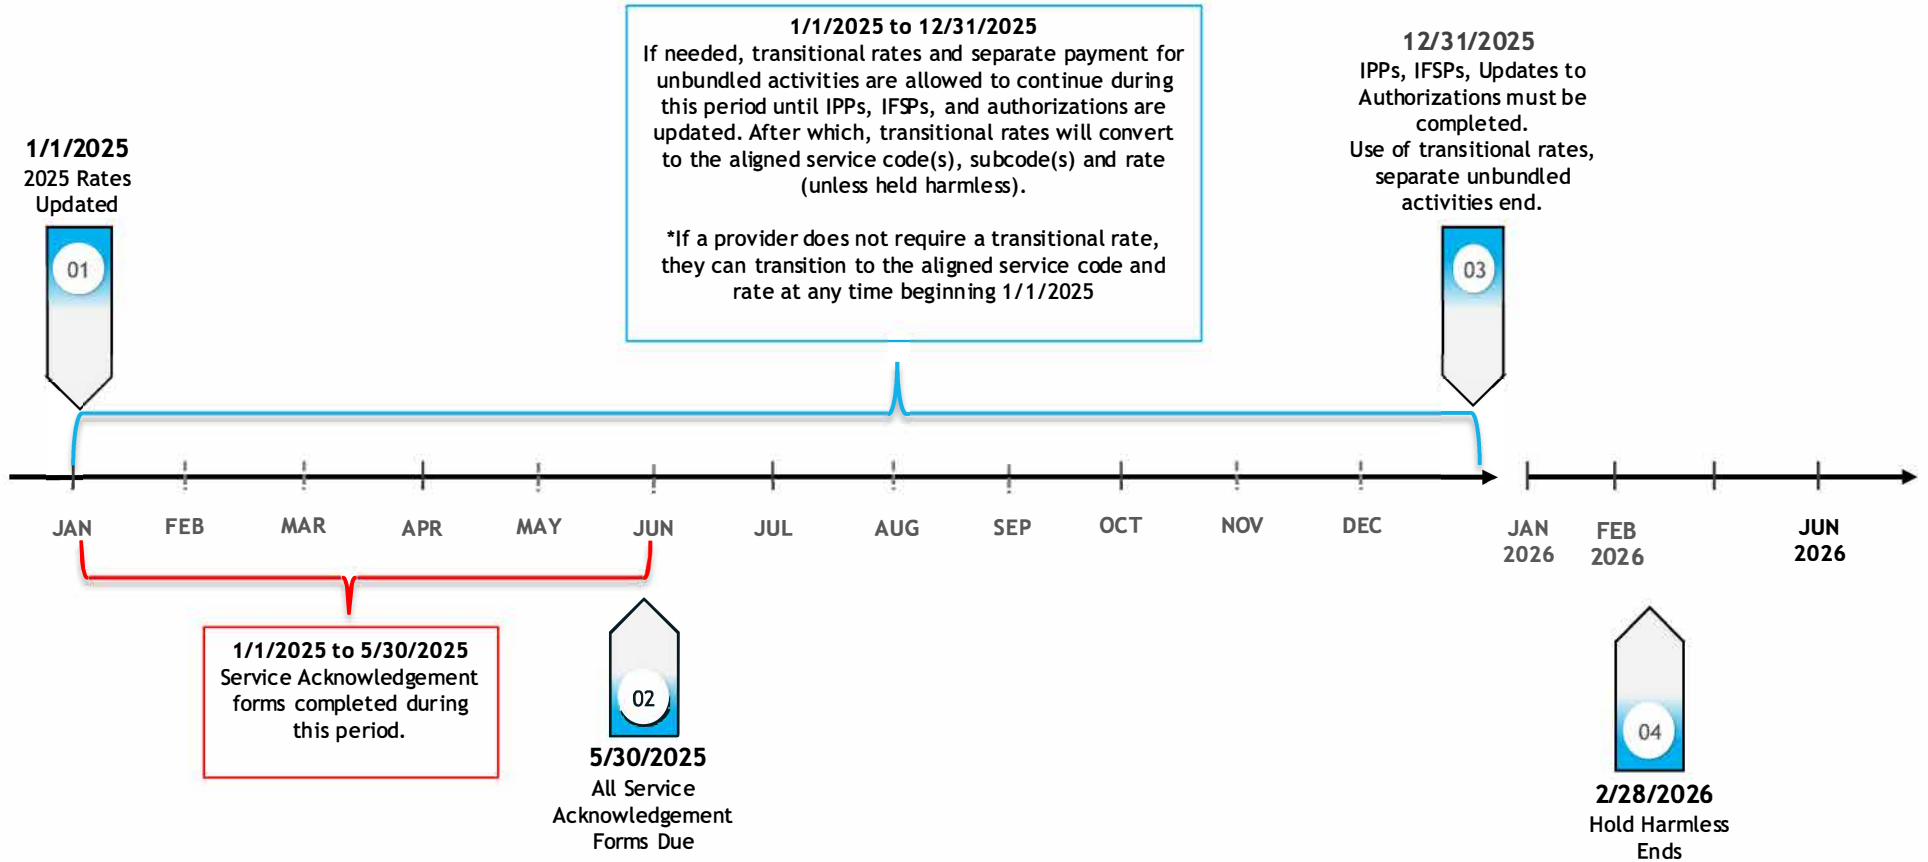 1/1/2025
2025 Rates
Updated
01
1/1/2025 to 12/31/2025
If needed, transitional rates and separate payment for
unbundled activities are allowed to continue during
this period until IPPs, IFSPs, and authorizations are
updated. After which, transitional rates will convert
to the aligned service code(s), subcode(s) and rate
(unless held harmless).
*If a provider does not require a transitional rate,
they can transition to the aligned service code and
rate at any time beginning 1/1/2025
12/31/2025
IPPs, IFSPs, Updates to
Authorizations must be
completed.
Use of transitional rates,
separate unbundled
activities end.
03
JAN
FEB
MAR
APR
MAY
JUN
JUL
AUG
SEP
OCT
NOV
DEC
JAN
2026
FEB
2026
JUN
2026
1/1/2025 to 5/30/2025
Service Acknowledgement
forms completed during
this period.
02
5/30/2025
All Service
Acknowledgement
Forms Due
04
2/28/2026
Hold Harmless
Ends